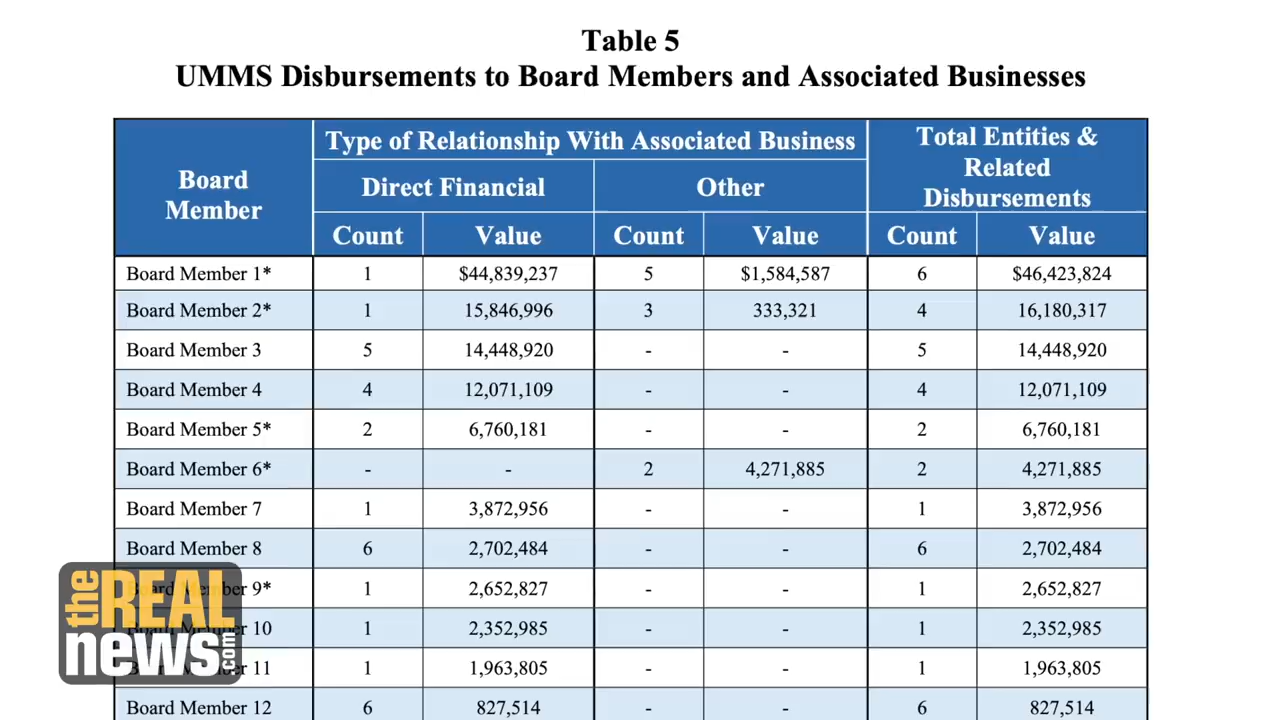 Table 5
UMMS Disbursements to Board Members and Associated Businesses
Board Member
Type of Relationship With Associated Business
Total Entities & Related Disbursements
Direct Financial
Other
Count Value Count Value Count Value
Board Member 1* 1 $44,839,237 5 $1,584,587 6 $46,423,824
Board Member 2* 1 15,846,996 3 333,321 4 16,180,317
Board Member 3 5 14,448,920 - - 5 14,448,920
Board Member 4 4 12,071,109 - - 4 12,071,109
Board Member 5* 2 6,760,181 - - 2 6,760,181
Board Member 6* - - 2 4,271,885 2 4,271,885
Board Member 7 1 3,872,956 - - 1 3,872,956
Board Member 8 6 2,702,484 - - 6 2,702,484
Board Member 9* 1 2,652,827 - - 1 2,652,827
Board Member 10 1 2,352,985 - - 1 2,352,985
11 1 1,963,805 - - 1 1,963,805
Board Member 12 6 827,514 - - 6 827,514
the REAL
news.com